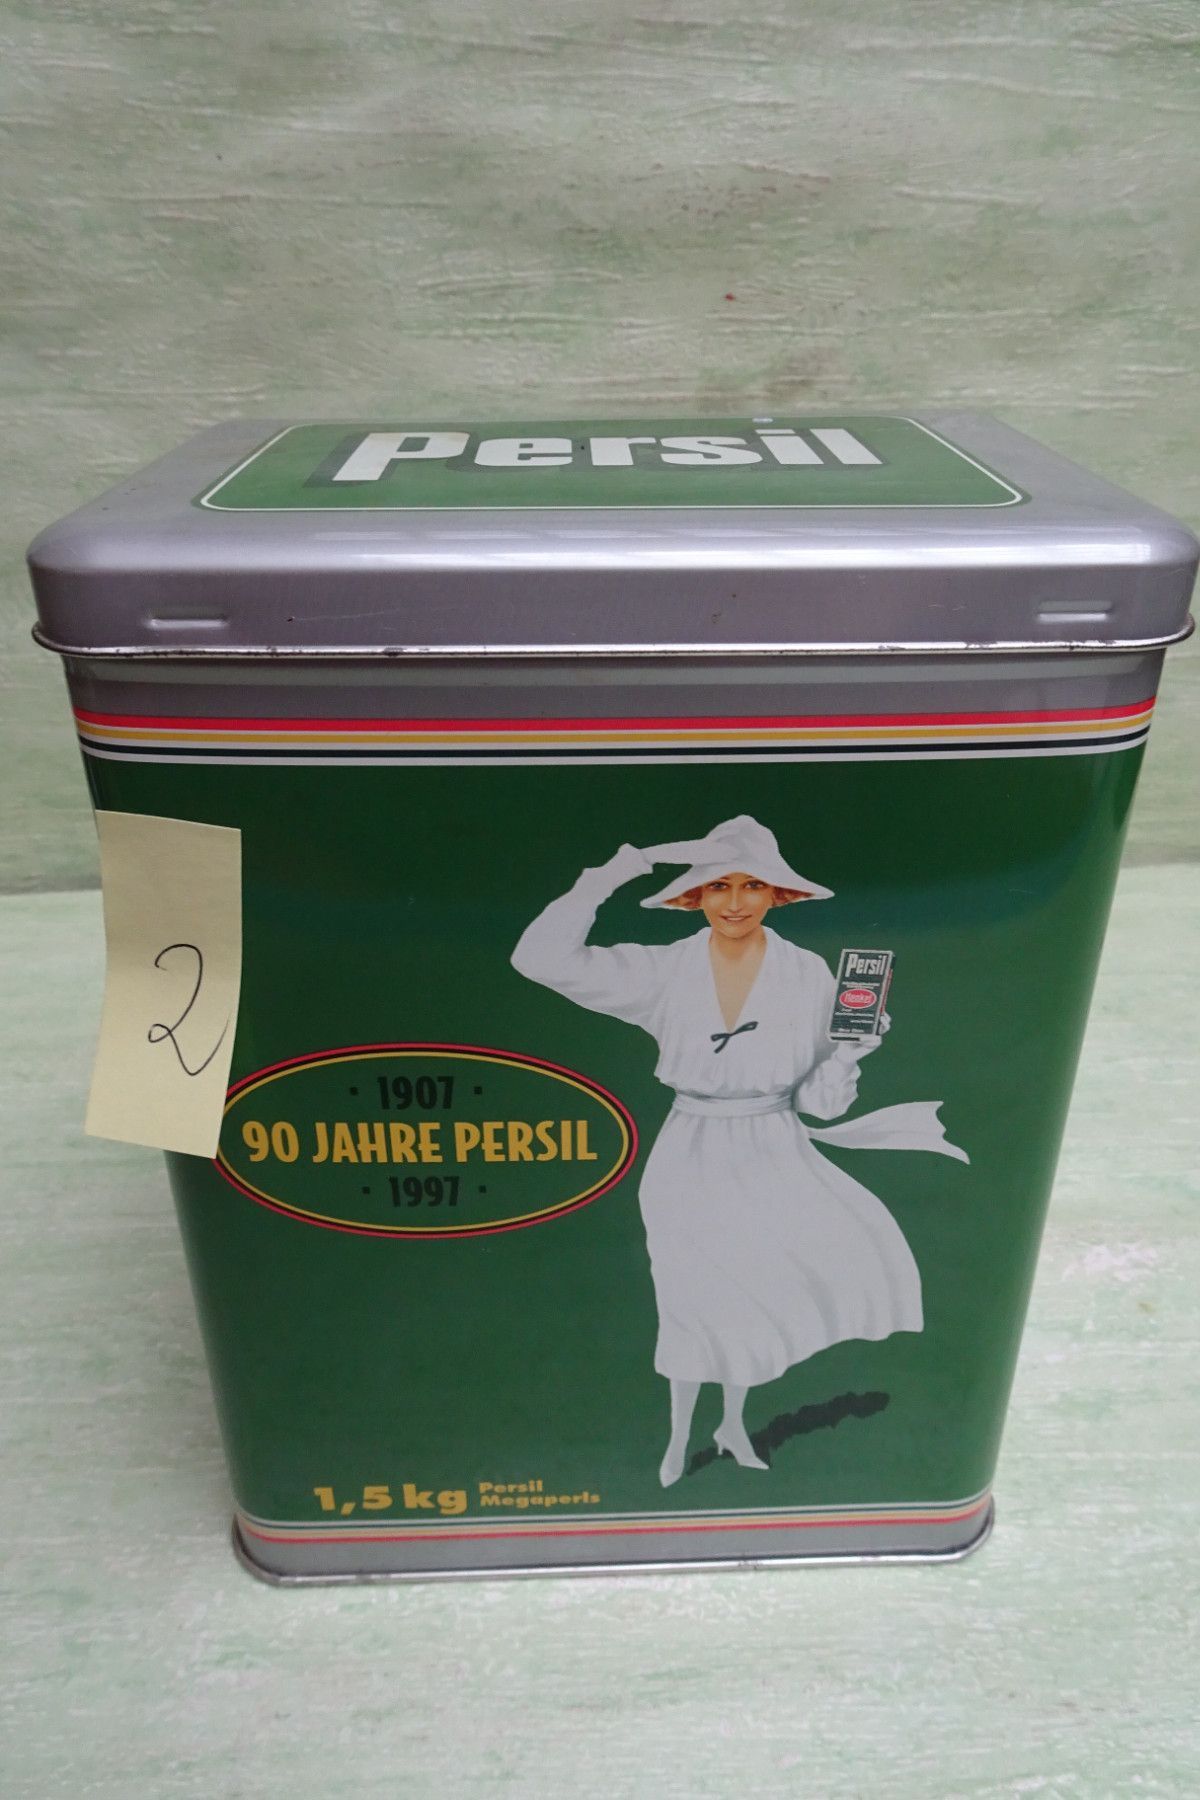 Persil
2
Persil
Henkel
· 1907 ·
90 JAHRE PERSIL
· 1997 ·
1,5 kg Persil
Megaperls